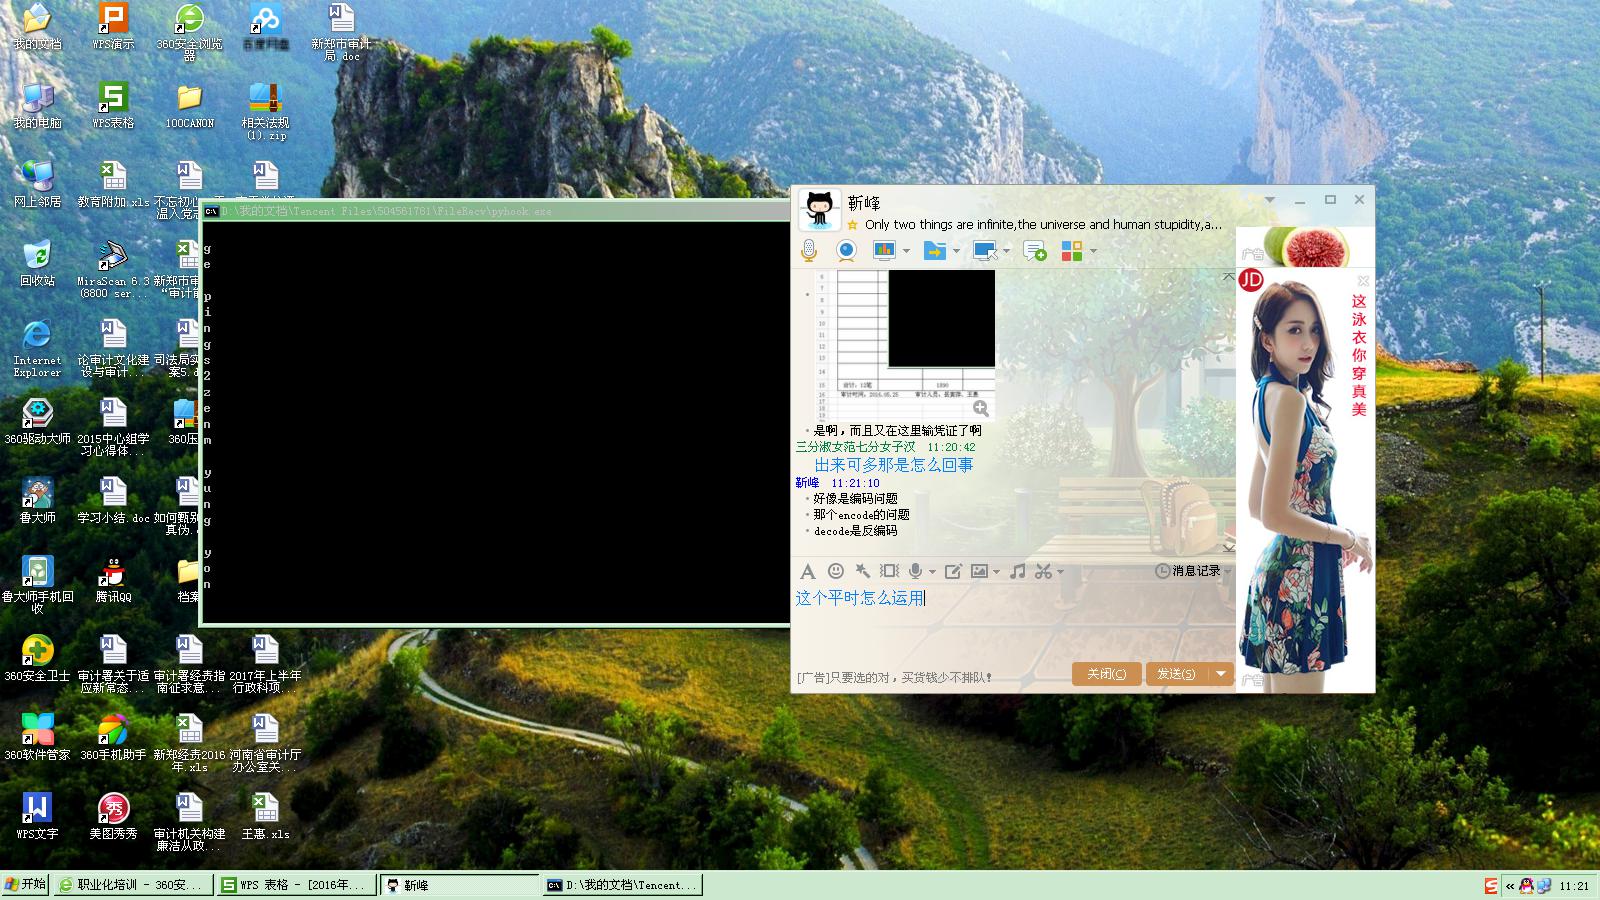 我的文档
WPS演示
360安全浏览
器
新郑市审计
局.doc
我的电脑
WPS表格
100CANON
相关法规
(1).zip
网上邻居
教育附加.xls
不忘初心
温入党志
回收站
MiraScan 6.3
(8800 ser...
新郑市审
Internet
Explorer
论审计文化建
设与审计...
司法局实
案5.d
360驱动大师
2015中心组学
习心得体...
360压
鲁大师
学习小结.doc
如何甄别
真伪.
鲁大师手机回
收
腾讯QQ
档案
360安全卫士
审计署关于适
应新常态...
审计署经责指
南征求意...
2017年上半年
行政科项...
360软件管家
360手机助手
新郑经责2016
年.xls
河南省审计厅
办公室关...
WPS文字
美图秀秀
审计机关构建
廉洁从政...
王惠.xls
D:\我的文档\Tencent Files\504561761\FileRecv\pyhook.exe
g
e
p
i
n
g
s
2
z
e
n
m
y
u
n
g
y
o
n
靳峰
Only two things are infinite,the universe and human stupidity,a...
广告
合计：12笔
1890
审计时间：2016.05.25
是啊，而且又在这里输凭证了啊
三分淑女范七分女子汉 11:20:42
出来可多那是怎么回事
靳峰 11:21:10
好像是编码问题
那个encode的问题
decode是反编码
消息记录
这个平时怎么运用
[广告]只要选的对，买货钱少不排队！
关闭(C)
发送(S)
JD
这泳衣你穿真美
广告
开始
职业化培训 - 360安...
WPS 表格 - [2016年...
靳峰
D:\我的文档\Tencent...
11:21